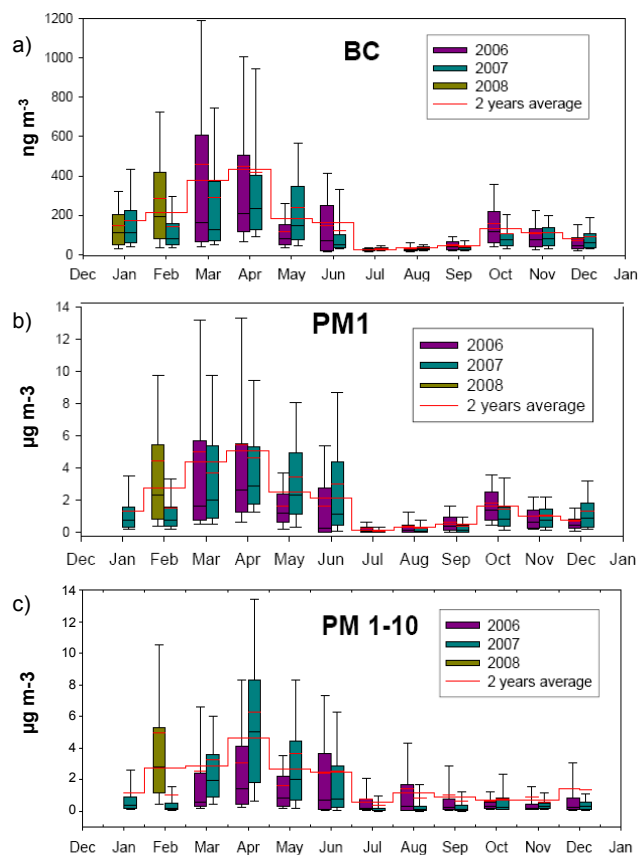 a)
BC
ng m-3
1200
1000
800
600
400
200
0
2006
2007
2008
2 years average
Dec Jan Feb Mar Apr May Jun Jul Aug Sep Oct Nov Dec Jan
b)
PM1
µg m-3
14
12
10
8
6
4
2
0
2006
2007
2008
2 years average
Dec Jan Feb Mar Apr May Jun Jul Aug Sep Oct Nov Dec Jan
c)
PM 1-10
µg m-3
14
12
10
8
6
4
2
0
2006
2007
2008
2 years average
Dec Jan Feb Mar Apr May Jun Jul Aug Sep Oct Nov Dec Jan